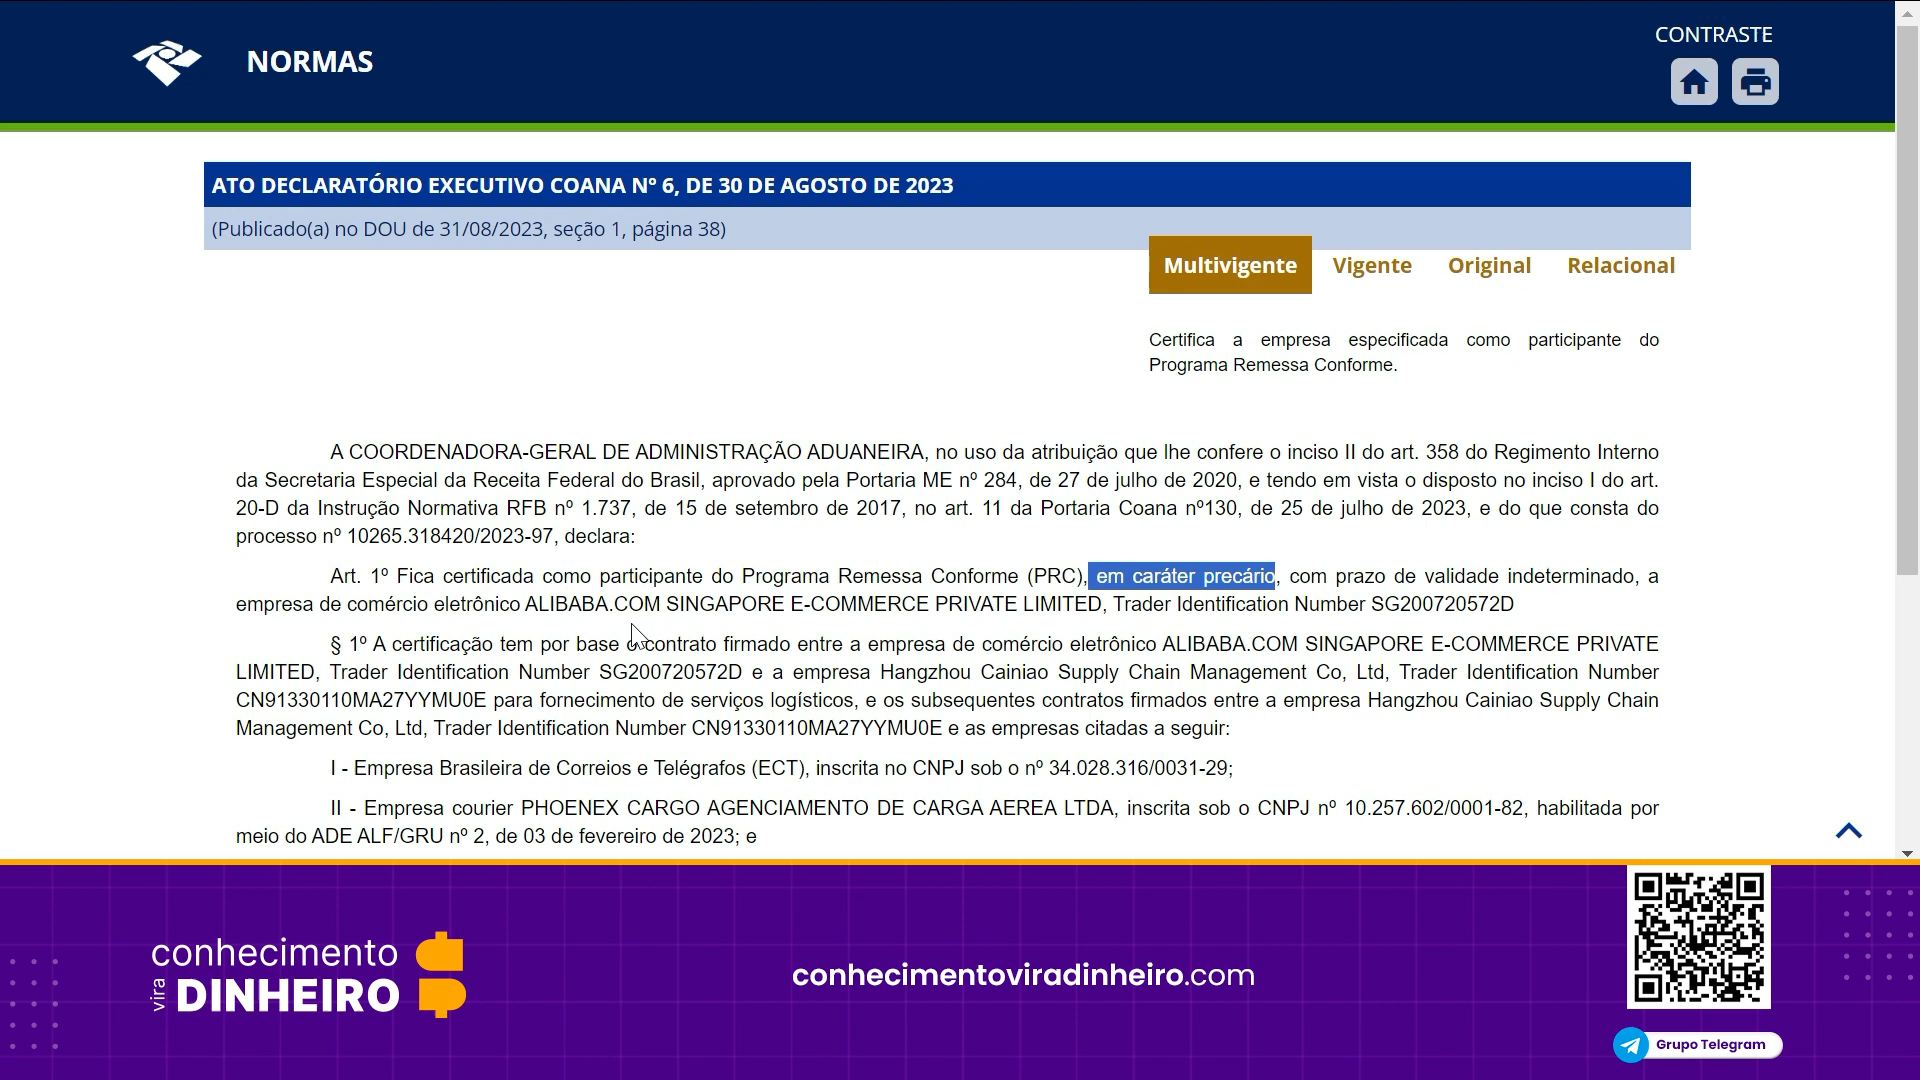 CONTRASTE
NORMAS
ATO DECLARATÓRIO EXECUTIVO COANA Nº 6, DE 30 DE AGOSTO DE 2023
(Publicado(a) no DOU de 31/08/2023, seção 1, página 38)
Multivigente Vigente Original Relacional
Certifica a empresa especificada como participante do
Programa Remessa Conforme.
A COORDENADORA-GERAL DE ADMINISTRAÇÃO ADUANEIRA, no uso da atribuição que lhe confere o inciso II do art. 358 do Regimento Interno
da Secretaria Especial da Receita Federal do Brasil, aprovado pela Portaria ME nº 284, de 27 de julho de 2020, e tendo em vista o disposto no inciso I do art.
20-D da Instrução Normativa RFB nº 1.737, de 15 de setembro de 2017, no art. 11 da Portaria Coana nº130, de 25 de julho de 2023, e do que consta do
processo nº 10265.318420/2023-97, declara:
Art. 1º Fica certificada como participante do Programa Remessa Conforme (PRC), em caráter precário, com prazo de validade indeterminado, a
empresa de comércio eletrônico ALIBABA.COM SINGAPORE E-COMMERCE PRIVATE LIMITED, Trader Identification Number SG200720572D
§ 1º A certificação tem por base o contrato firmado entre a empresa de comércio eletrônico ALIBABA.COM SINGAPORE E-COMMERCE PRIVATE
LIMITED, Trader Identification Number SG200720572D e a empresa Hangzhou Cainiao Supply Chain Management Co, Ltd, Trader Identification Number
CN91330110MA27YYMU0E para fornecimento de serviços logísticos, e os subsequentes contratos firmados entre a empresa Hangzhou Cainiao Supply Chain
Management Co, Ltd, Trader Identification Number CN91330110MA27YYMU0E e as empresas citadas a seguir:
I - Empresa Brasileira de Correios e Telégrafos (ECT), inscrita no CNPJ sob o nº 34.028.316/0031-29;
II - Empresa courier PHOENEX CARGO AGENCIAMENTO DE CARGA AEREA LTDA, inscrita sob o CNPJ nº 10.257.602/0001-82, habilitada por
meio do ADE ALF/GRU nº 2, de 03 de fevereiro de 2023; e
conhecimento
vira DINHEIRO
conhecimentoviradinheiro.com
Grupo Telegram